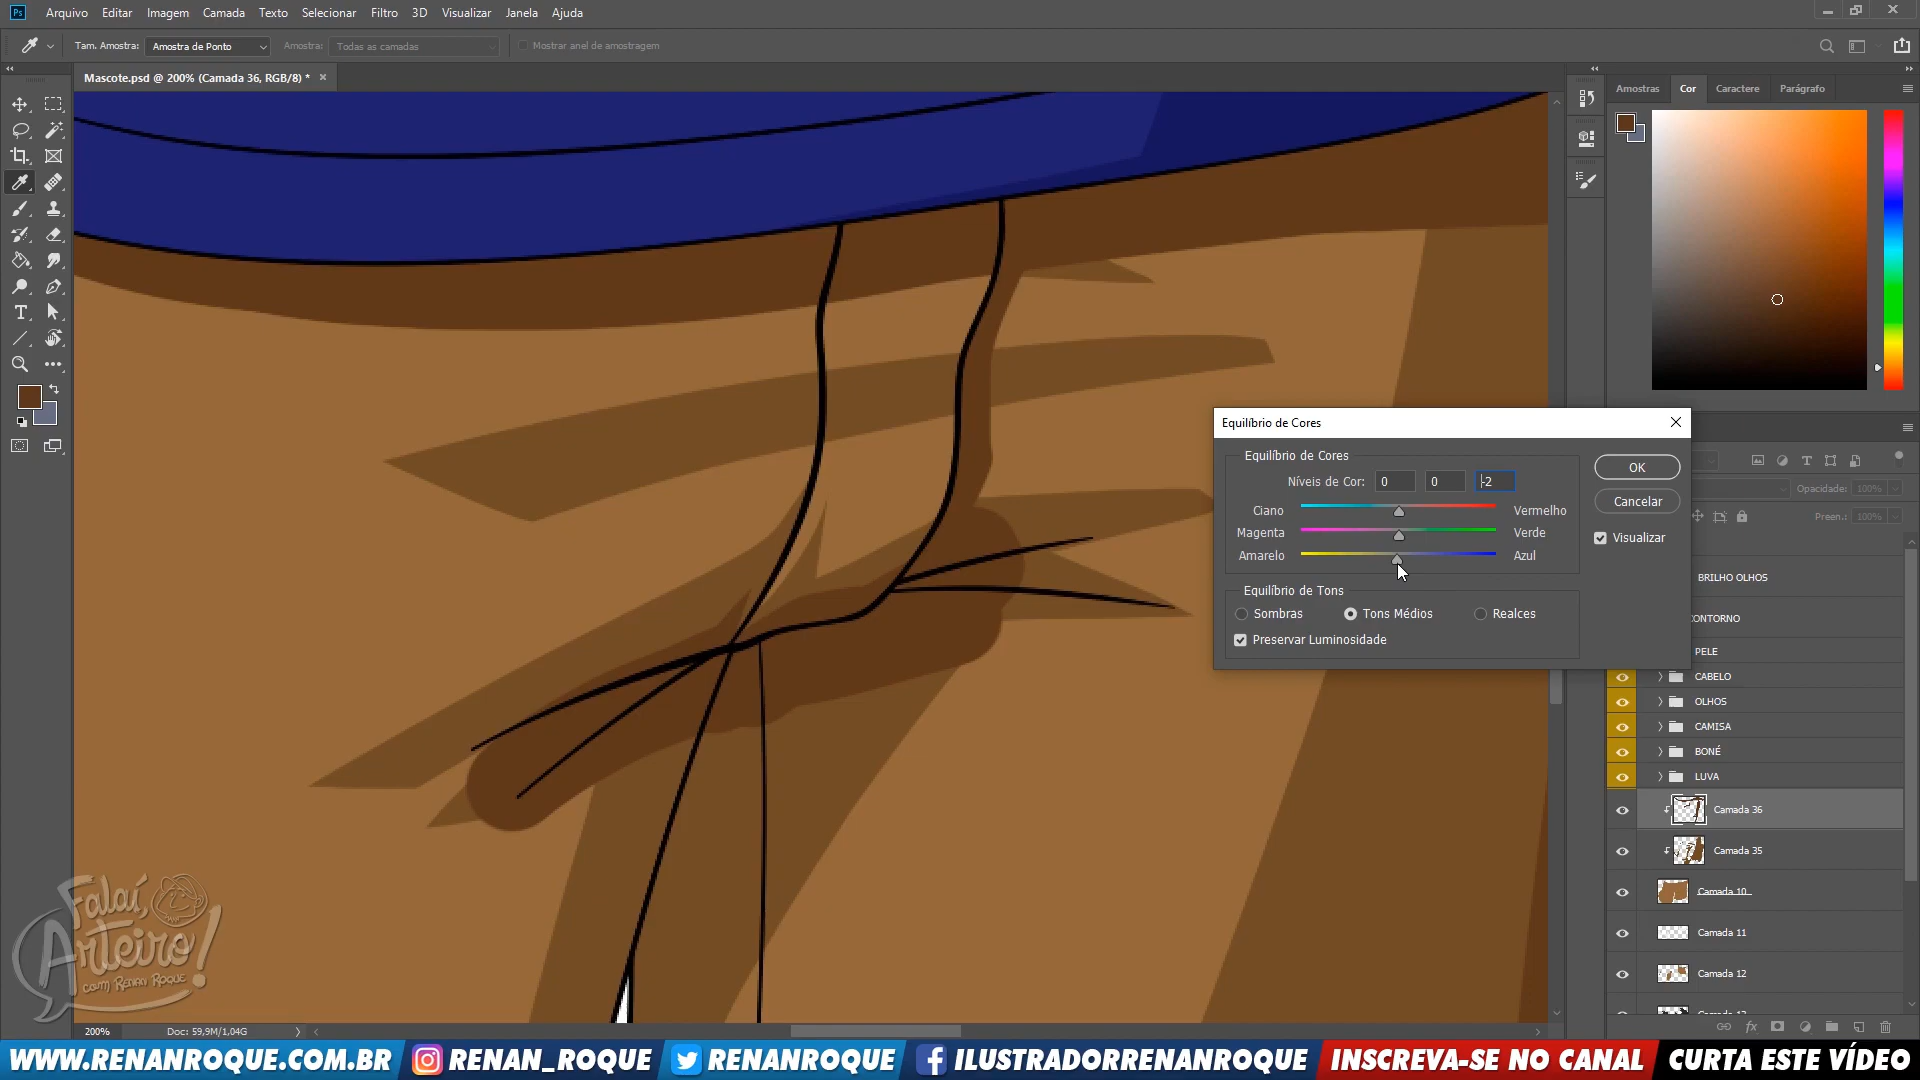 Ps Arquivo Editar Imagem Camada Texto Selecionar Filtro 3D Visualizar Janela Ajuda
Tam. Amostra: Amostra de Ponto Amostra: Todas as camadas Mostrar anel de amostragem
Mascote.psd @ 200% (Camada 36, RGB/8) *
Amostras Cor Caractere Parágrafo
Equilíbrio de Cores
Equilíbrio de Cores
Níveis de Cor: 0 0 -2
Ciano Vermelho
Magenta Verde
Amarelo Azul
OK
Cancelar
Visualizar
Equilíbrio de Tons
Sombras Tons Médios Realces
Preservar Luminosidade
Opacidade: 100%
Preen.: 100%
BRILHO OLHOS
CONTORNO
PELE
CABELO
OLHOS
CAMISA
BONÉ
LUVA
Camada 36
Camada 35
Camada 10
Camada 11
Camada 12
Falaí,
Arteiro!
com Renan Roque
200% Doc: 59,9M/1,04G
WWW.RENANROQUE.COM.BR RENAN_ROQUE RENANROQUE ILUSTRADORRENANROQUE INSCREVA-SE NO CANAL CURTA ESTE VÍDEO